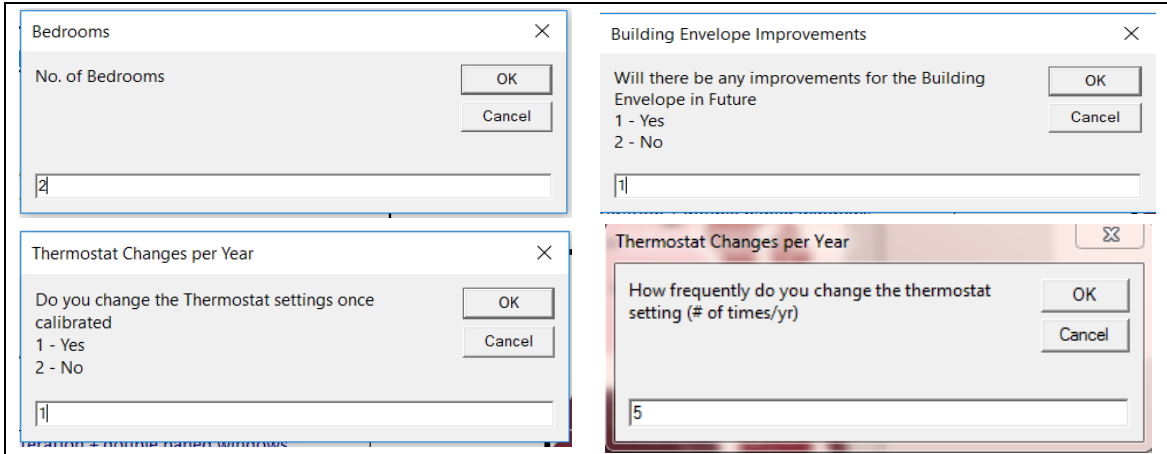 Bedrooms
No. of Bedrooms
OK
Cancel
2
Building Envelope Improvements
Will there be any improvements for the Building
Envelope in Future
1 - Yes
2 - No
OK
Cancel
1
Thermostat Changes per Year
Do you change the Thermostat settings once
calibrated
1 - Yes
2 - No
OK
Cancel
1
Thermostat Changes per Year
How frequently do you change the thermostat
setting (# of times/yr)
OK
Cancel
5